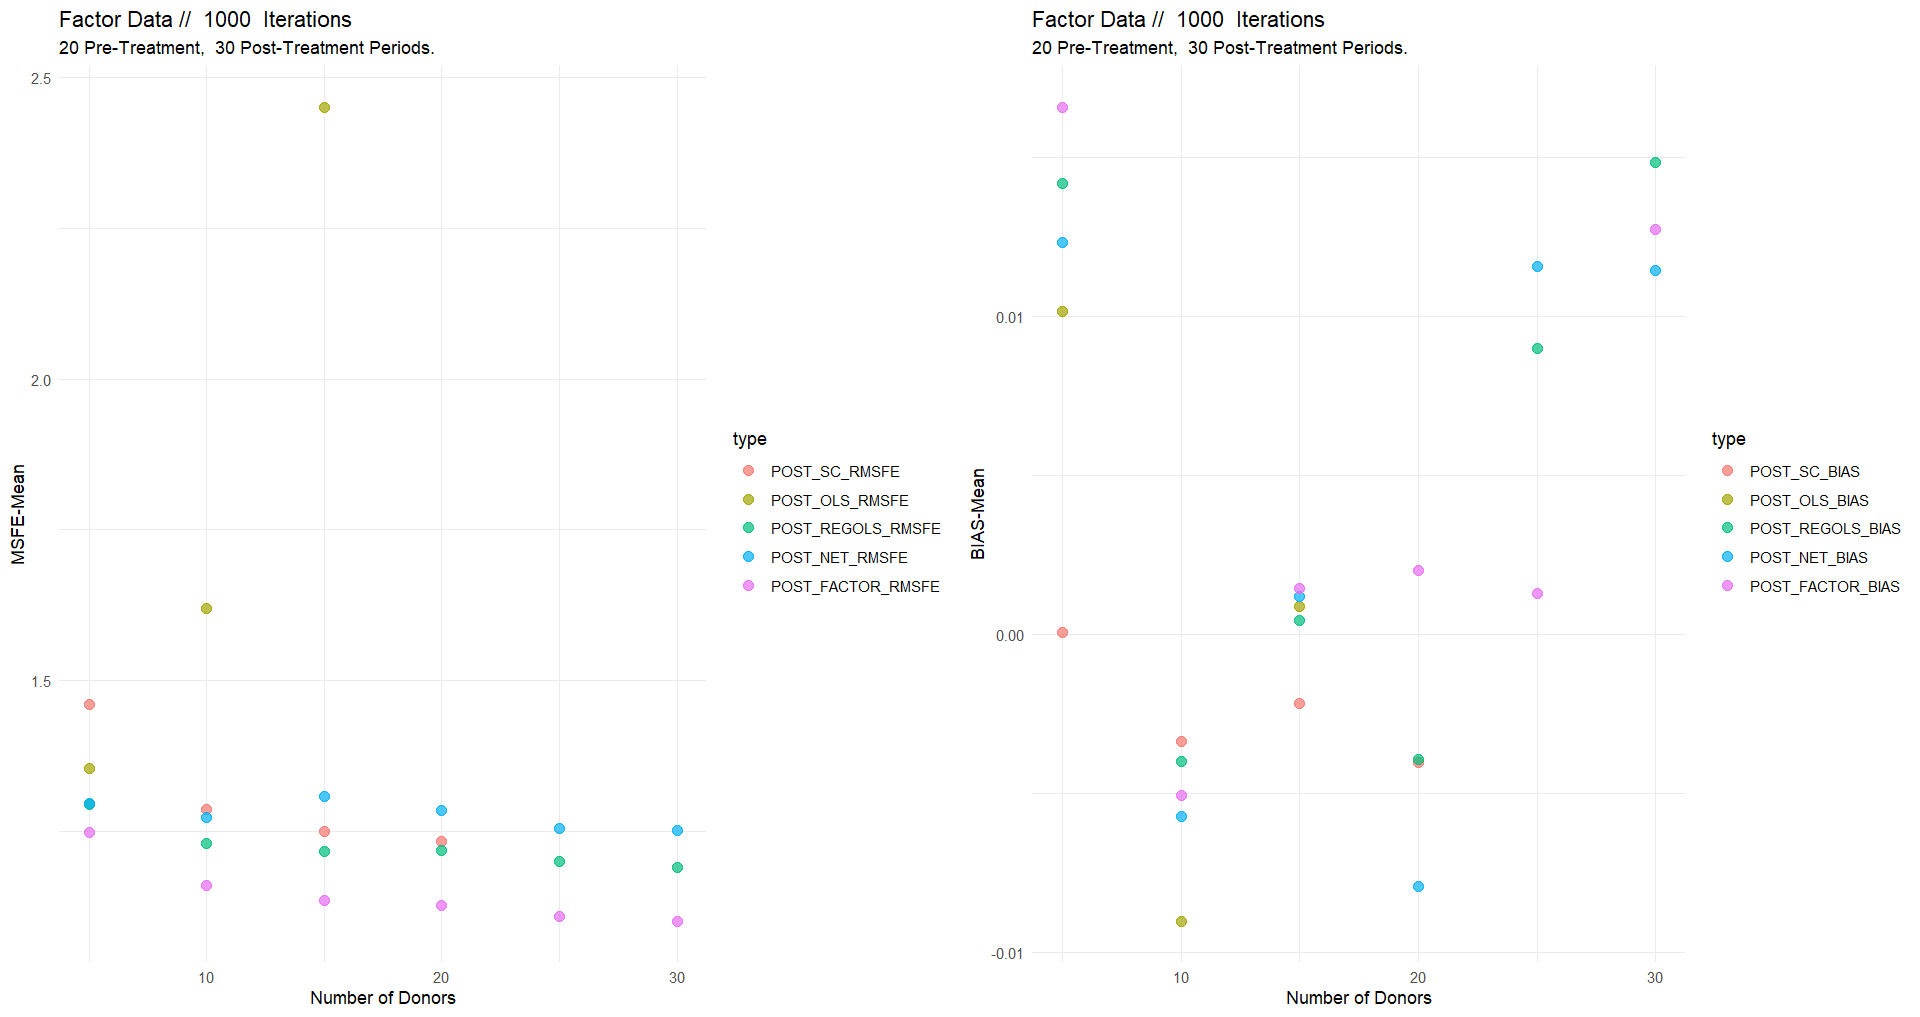 Factor Data //  1000  Iterations
20 Pre-Treatment,  30 Post-Treatment Periods.
MSFE-Mean
2.5
2.0
1.5
10
20
30
Number of Donors
type
POST_SC_RMSFE
POST_OLS_RMSFE
POST_REGOLS_RMSFE
POST_NET_RMSFE
POST_FACTOR_RMSFE
Factor Data //  1000  Iterations
20 Pre-Treatment,  30 Post-Treatment Periods.
BIAS-Mean
0.01
0.00
-0.01
10
20
30
Number of Donors
type
POST_SC_BIAS
POST_OLS_BIAS
POST_REGOLS_BIAS
POST_NET_BIAS
POST_FACTOR_BIAS